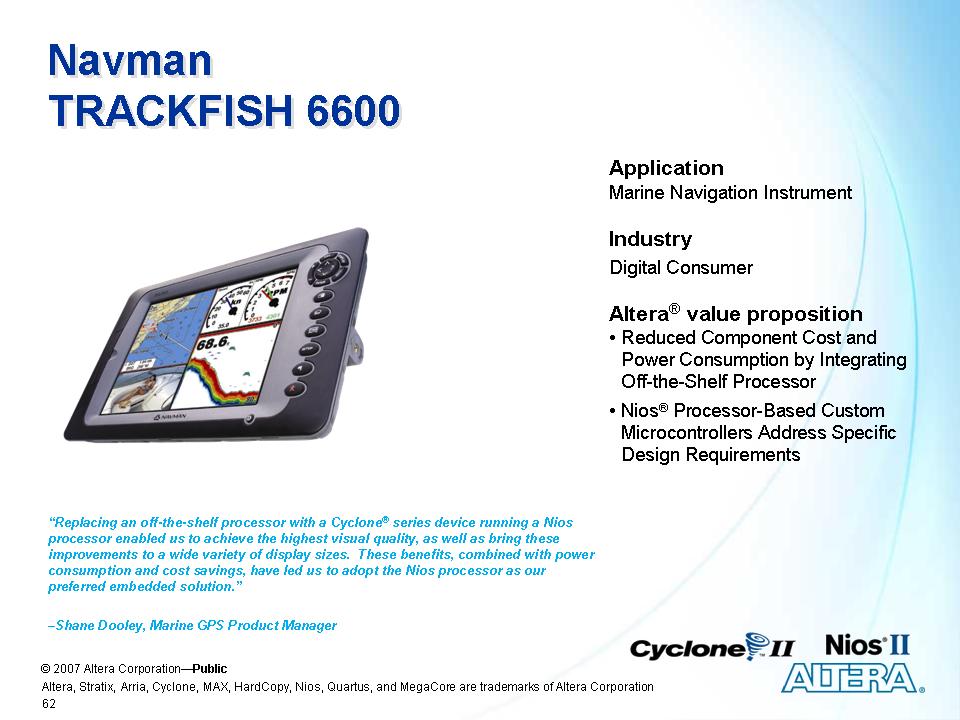 Navman
TRACKFISH 6600
Application
Marine Navigation Instrument
Industry
Digital Consumer
Altera® value proposition
• Reduced Component Cost and
Power Consumption by Integrating
Off-the-Shelf Processor
• Nios® Processor-Based Custom
Microcontrollers Address Specific
Design Requirements
68.6
NAVMAN
“Replacing an off-the-shelf processor with a Cyclone® series device running a Nios
processor enabled us to achieve the highest visual quality, as well as bring these
improvements to a wide variety of display sizes.  These benefits, combined with power
consumption and cost savings, have led us to adopt the Nios processor as our
preferred embedded solution.”
–Shane Dooley, Marine GPS Product Manager
Cyclone™ II
Nios® II
ALTERA®
© 2007 Altera Corporation—Public
Altera, Stratix, Arria, Cyclone, MAX, HardCopy, Nios, Quartus, and MegaCore are trademarks of Altera Corporation
62